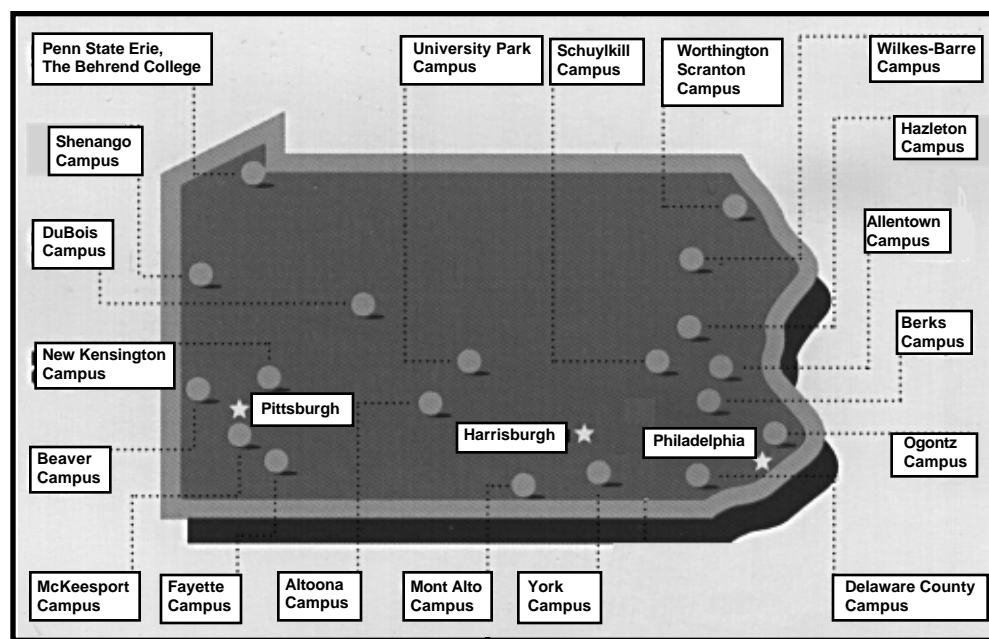 Penn State Erie,
The Behrend College
University Park
Campus
Schuylkill
Campus
Worthington
Scranton
Campus
Wilkes-Barre
Campus
Shenango
Campus
Hazleton
Campus
DuBois
Campus
Allentown
Campus
Berks
Campus
New Kensington
Campus
Pittsburgh
Harrisburgh
Philadelphia
Beaver
Campus
Ogontz
Campus
McKeesport
Campus
Fayette
Campus
Altoona
Campus
Mont Alto
Campus
York
Campus
Delaware County
Campus